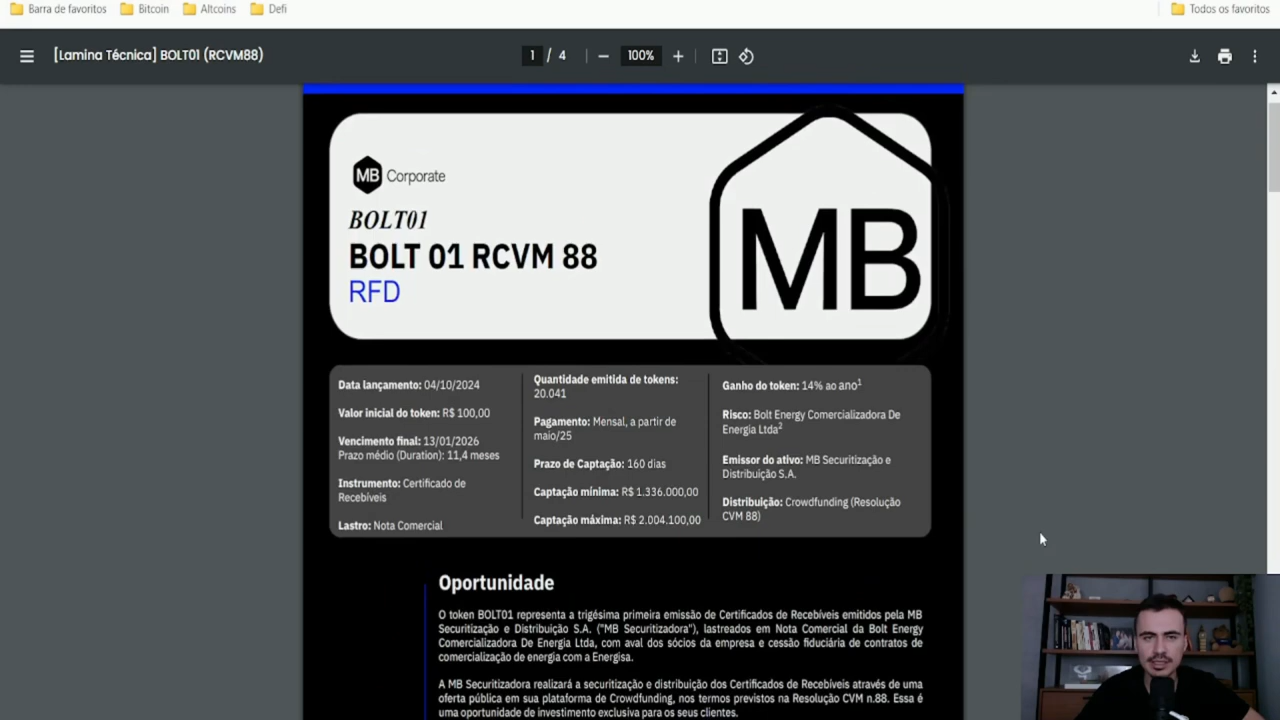 Barra de favoritos
Bitcoin
Altcoins
Defi
Todos os favoritos
[Lamina Técnica] BOLT01 (RCVM88)
1 / 4
100%
MB Corporate
BOLT01
BOLT 01 RCVM 88
RFD
MB
Data lançamento: 04/10/2024
Valor inicial do token: R$ 100,00
Vencimento final: 13/01/2026
Prazo médio (Duration): 11,4 meses
Instrumento: Certificado de
Recebíveis
Lastro: Nota Comercial
Quantidade emitida de tokens:
20.041
Pagamento: Mensal, a partir de
maio/25
Prazo de Captação: 160 dias
Captação mínima: R$ 1.336.000,00
Captação máxima: R$ 2.004.100,00
Ganho do token: 14% ao ano¹
Risco: Bolt Energy Comercializadora De
Energia Ltda²
Emissor do ativo: MB Securitização e
Distribuição S.A.
Distribuição: Crowdfunding (Resolução
CVM 88)
Oportunidade
O token BOLT01 representa a trigésima primeira emissão de Certificados de Recebíveis emitidos pela MB
Securitização e Distribuição S.A. ("MB Securitizadora"), lastreados em Nota Comercial da Bolt Energy
Comercializadora De Energia Ltda, com aval dos sócios da empresa e cessão fiduciária de contratos de
comercialização de energia com a Energisa.
A MB Securitizadora realizará a securitização e distribuição dos Certificados de Recebíveis através de uma
oferta pública em sua plataforma de Crowdfunding, nos termos previstos na Resolução CVM n.88. Essa é
uma oportunidade de investimento exclusiva para os seus clientes.